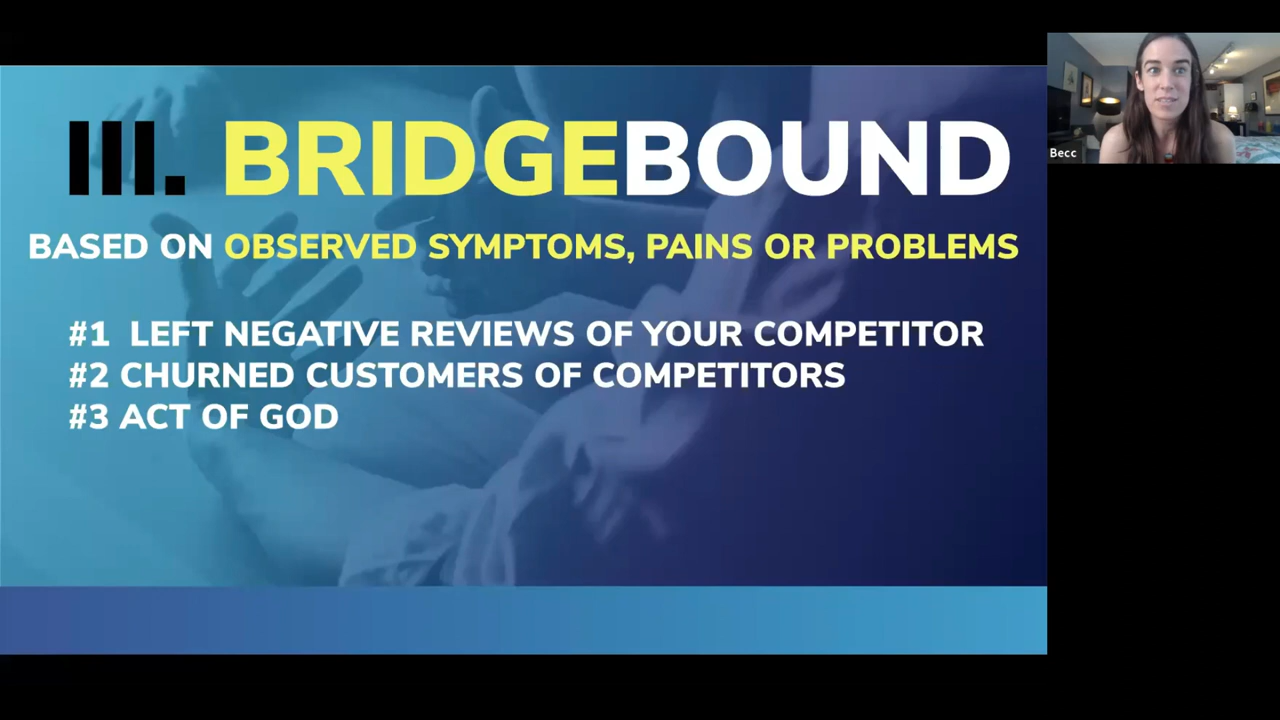 III. BRIDGEBOUND
BASED ON OBSERVED SYMPTOMS, PAINS OR PROBLEMS
#1 LEFT NEGATIVE REVIEWS OF YOUR COMPETITOR
#2 CHURNED CUSTOMERS OF COMPETITORS
#3 ACT OF GOD
Becc